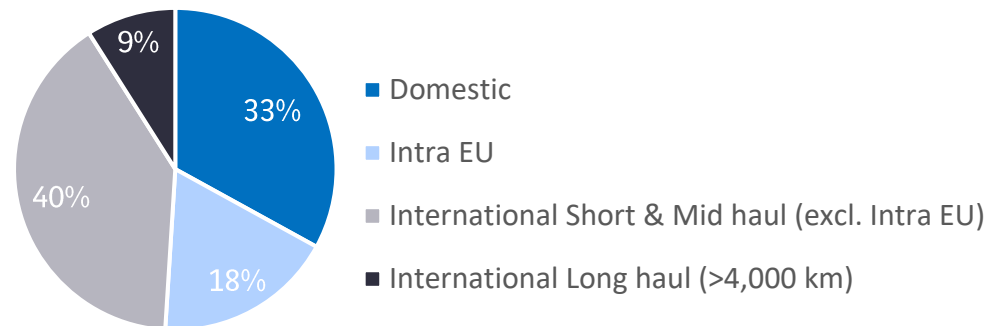 9%
33%
40%
18%
Domestic
Intra EU
International Short & Mid haul (excl. Intra EU)
International Long haul (>4,000 km)